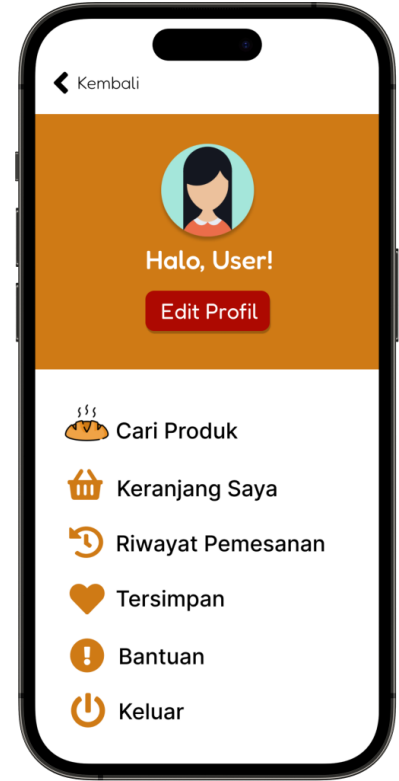 Kembali
Halo, User!
Edit Profil
Cari Produk
Keranjang Saya
Riwayat Pemesanan
Tersimpan
Bantuan
Keluar